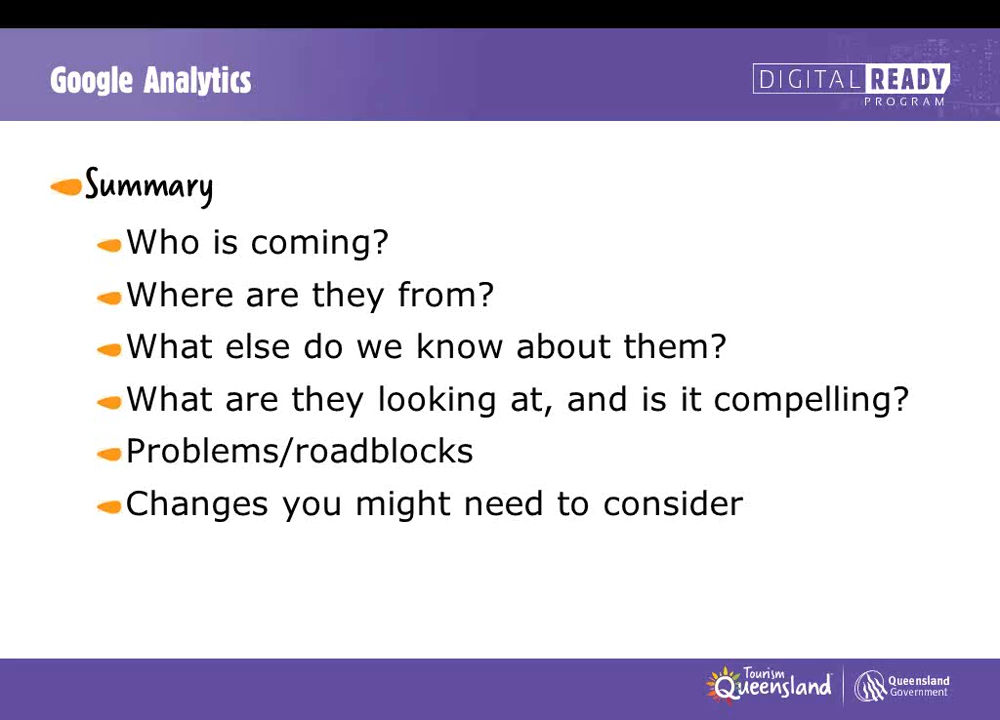 Google Analytics
DIGITAL READY
PROGRAM
Summary
Who is coming?
Where are they from?
What else do we know about them?
What are they looking at, and is it compelling?
Problems/roadblocks
Changes you might need to consider
Tourism
Queensland
Queensland
Government